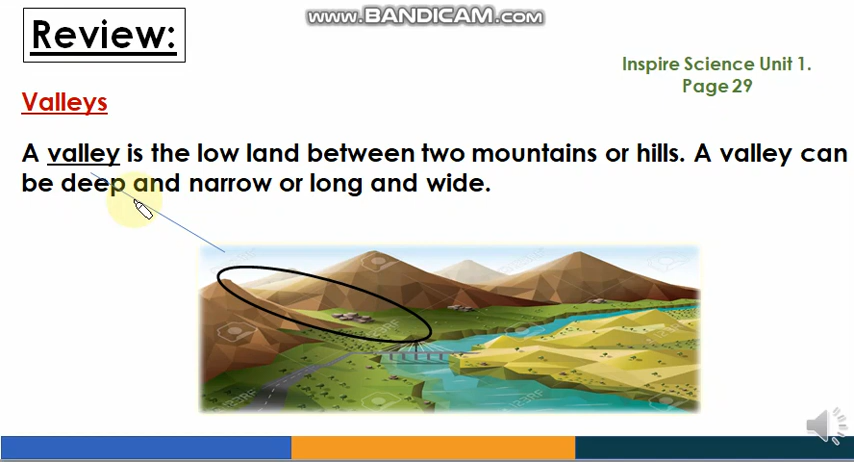 www.BANDICAM.com
Review:
Inspire Science Unit 1.
Page 29
Valleys
A valley is the low land between two mountains or hills. A valley can
be deep and narrow or long and wide.